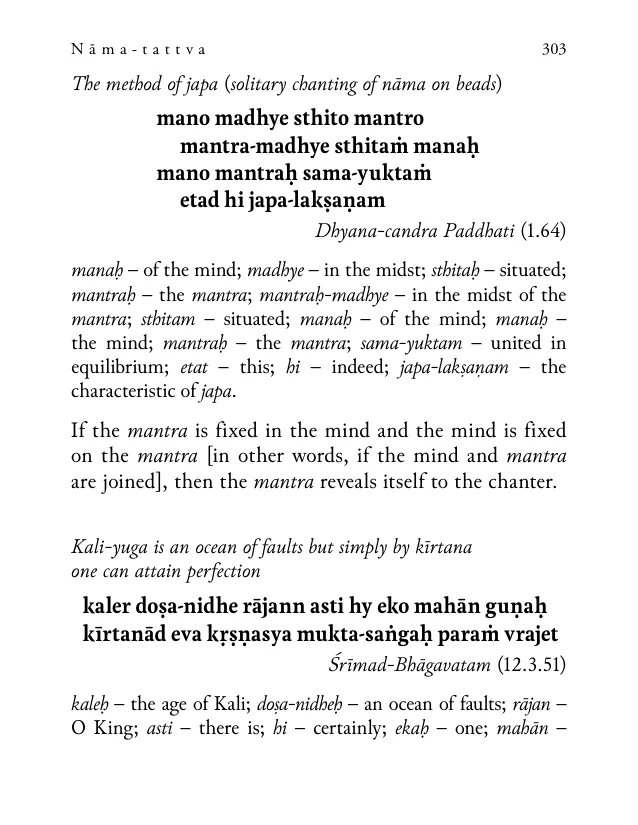 Nāma-tattva 303
The method of japa (solitary chanting of nāma on beads)
mano madhye sthito mantro
mantra-madhye sthitaṁ manaḥ
mano mantraḥ sama-yuktaṁ
etad hi japa-lakṣaṇam
Dhyana-candra Paddhati (1.64)
manaḥ – of the mind; madhye – in the midst; sthitaḥ – situated;
mantraḥ – the mantra; mantraḥ-madhye – in the midst of the
mantra; sthitam – situated; manaḥ – of the mind; manaḥ –
the mind; mantraḥ – the mantra; sama-yuktam – united in
equilibrium; etat – this; hi – indeed; japa-lakṣaṇam – the
characteristic of japa.
If the mantra is fixed in the mind and the mind is fixed
on the mantra [in other words, if the mind and mantra
are joined], then the mantra reveals itself to the chanter.
Kali-yuga is an ocean of faults but simply by kīrtana
one can attain perfection
kaler doṣa-nidhe rājann asti hy eko mahān guṇaḥ
kīrtanād eva kṛṣṇasya mukta-saṅgaḥ paraṁ vrajet
Śrīmad-Bhāgavatam (12.3.51)
kaleḥ – the age of Kali; doṣa-nidheḥ – an ocean of faults; rājan –
O King; asti – there is; hi – certainly; ekaḥ – one; mahān –